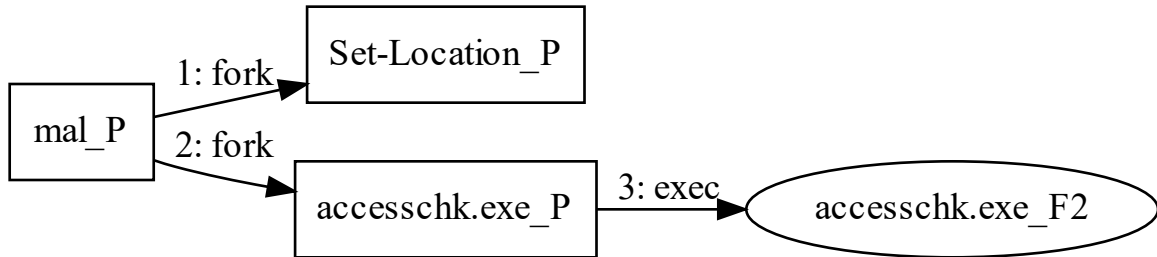 Set-Location_P
1: fork
mal_P
2: fork
accesschk.exe_P
3: exec
accesschk.exe_F2